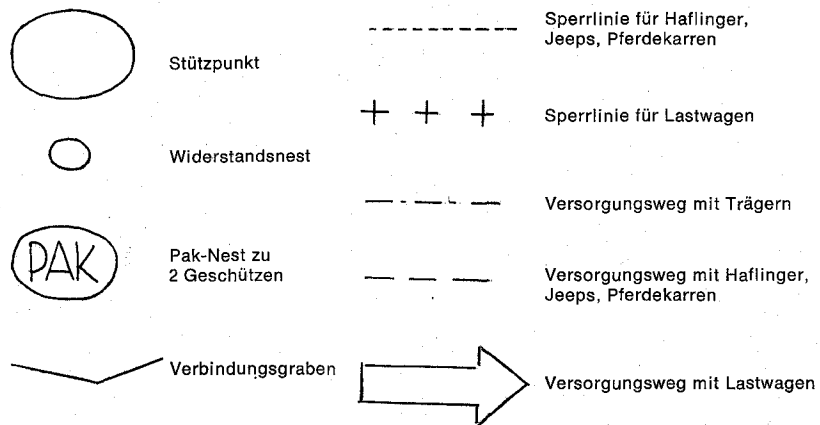 Stützpunkt
Widerstandsnest
PAK
Pak-Nest zu
2 Geschützen
Verbindungsgraben
Sperrlinie für Haflinger,
Jeeps, Pferdekarren
Sperrlinie für Lastwagen
Versorgungsweg mit Trägern
Versorgungsweg mit Haflinger,
Jeeps, Pferdekarren
Versorgungsweg mit Lastwagen